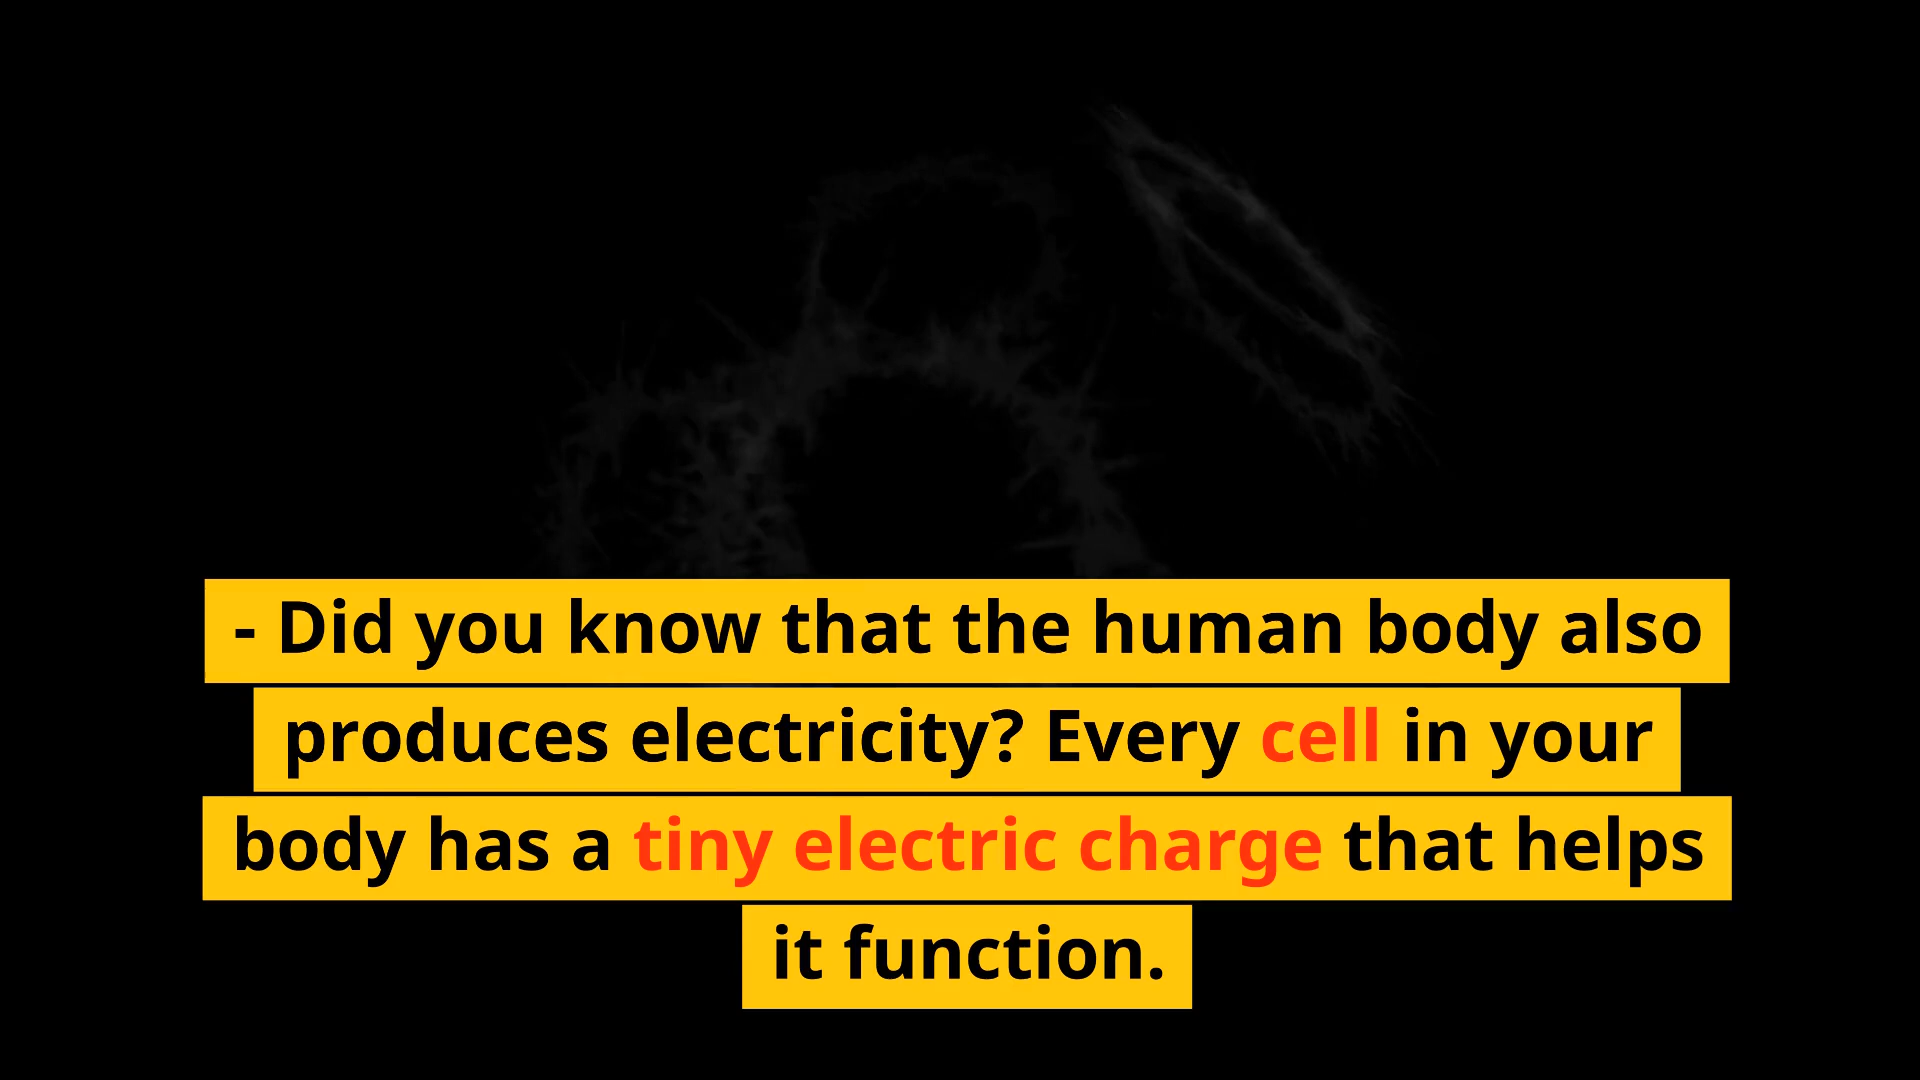 - Did you know that the human body also
produces electricity? Every cell in your
body has a tiny electric charge that helps
it function.